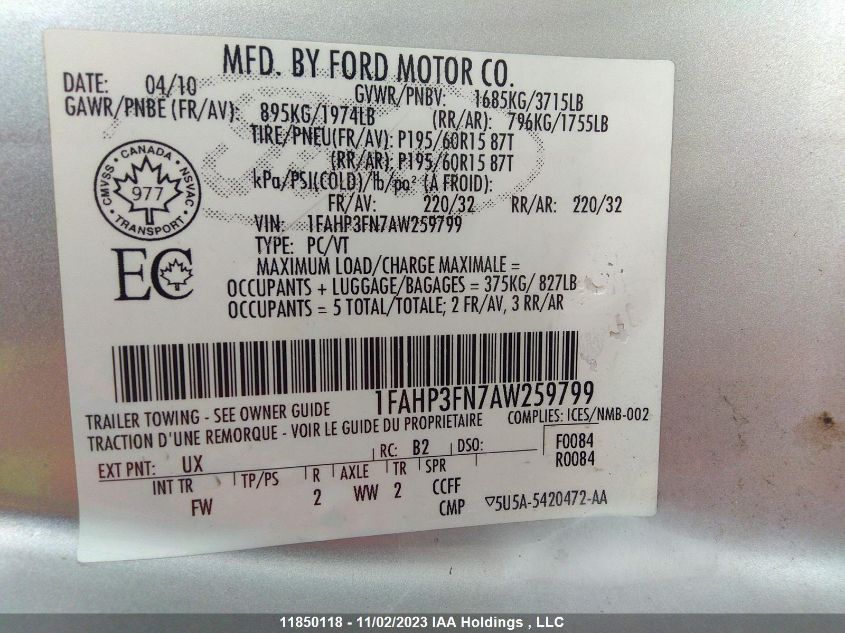 MFD. BY FORD MOTOR CO.
DATE: 04/10 GVWR/PNBV: 1685KG/3715LB
GAWR/PNBE (FR/AV): 895KG/1974LB (RR/AR): 796KG/1755LB
TIRE/PNEU(FR/AV): P195/60R15 87T
(RR/AR): P195/60R15 87T
kPa/PSI(COLD)/lb/po² (A FROID):
FR/AV: 220/32 RR/AR: 220/32
CMVSS · CANADA · NSVAC
977
TRANSPORT
VIN: 1FAHP3FN7AW259799
TYPE: PC/VT
EC
MAXIMUM LOAD/CHARGE MAXIMALE =
OCCUPANTS + LUGGAGE/BAGAGES = 375KG/ 827LB
OCCUPANTS = 5 TOTAL/TOTALE; 2 FR/AV, 3 RR/AR
1FAHP3FN7AW259799
TRAILER TOWING - SEE OWNER GUIDE COMPLIES: ICES/NMB-002
TRACTION D'UNE REMORQUE - VOIR LE GUIDE DU PROPRIETAIRE
EXT PNT: UX RC: B2 DSO: F0084
R0084
INT TR TP/PS R AXLE TR SPR
FW 2 WW 2 CCFF
CMP ▽5U5A-5420472-AA
11850118 - 11/02/2023 IAA Holdings , LLC